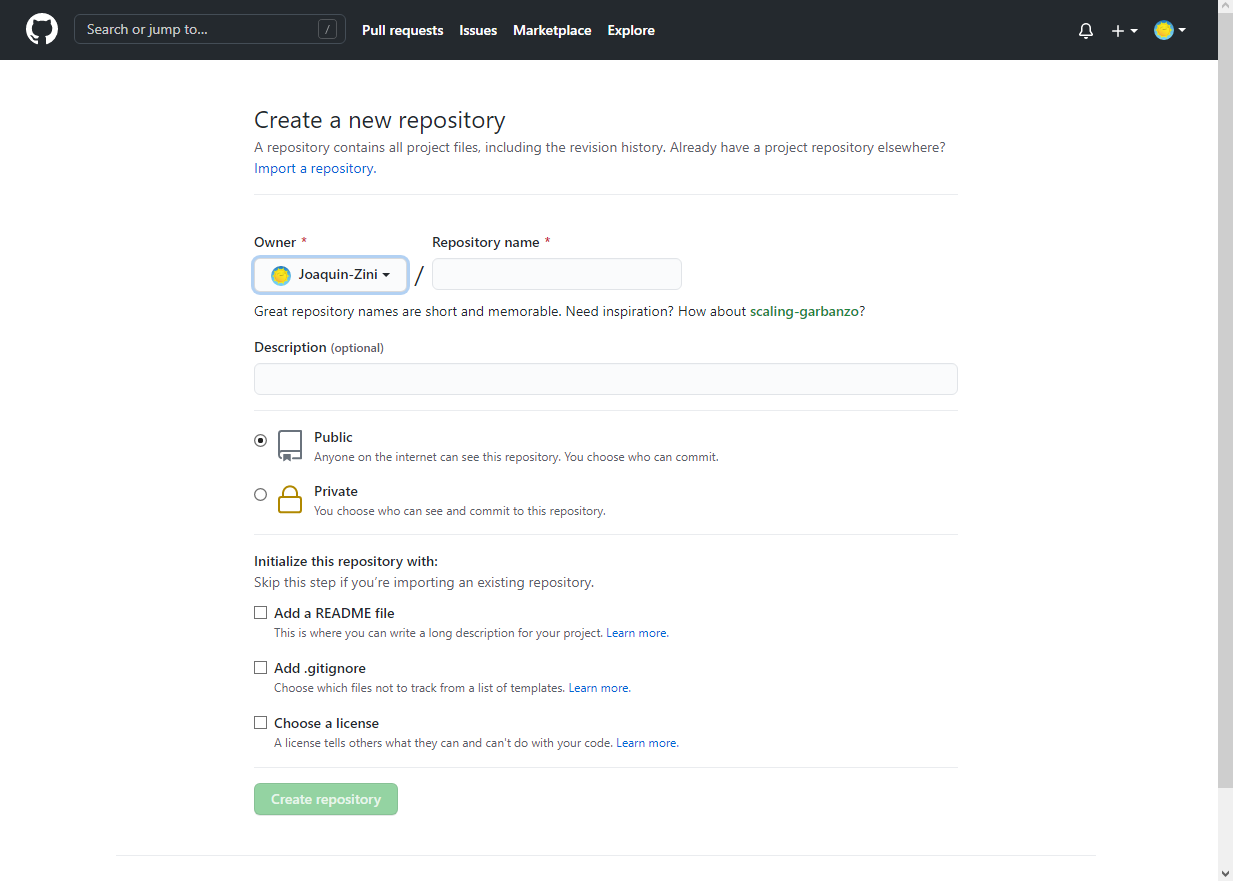 Search or jump to...
/
Pull requests
Issues
Marketplace
Explore
Create a new repository
A repository contains all project files, including the revision history. Already have a project repository elsewhere?
Import a repository.
Owner *
Repository name *
Joaquin-Zini
/
Great repository names are short and memorable. Need inspiration? How about scaling-garbanzo?
Description (optional)
Public
Anyone on the internet can see this repository. You choose who can commit.
Private
You choose who can see and commit to this repository.
Initialize this repository with:
Skip this step if you’re importing an existing repository.
Add a README file
This is where you can write a long description for your project. Learn more.
Add .gitignore
Choose which files not to track from a list of templates. Learn more.
Choose a license
A license tells others what they can and can't do with your code. Learn more.
Create repository